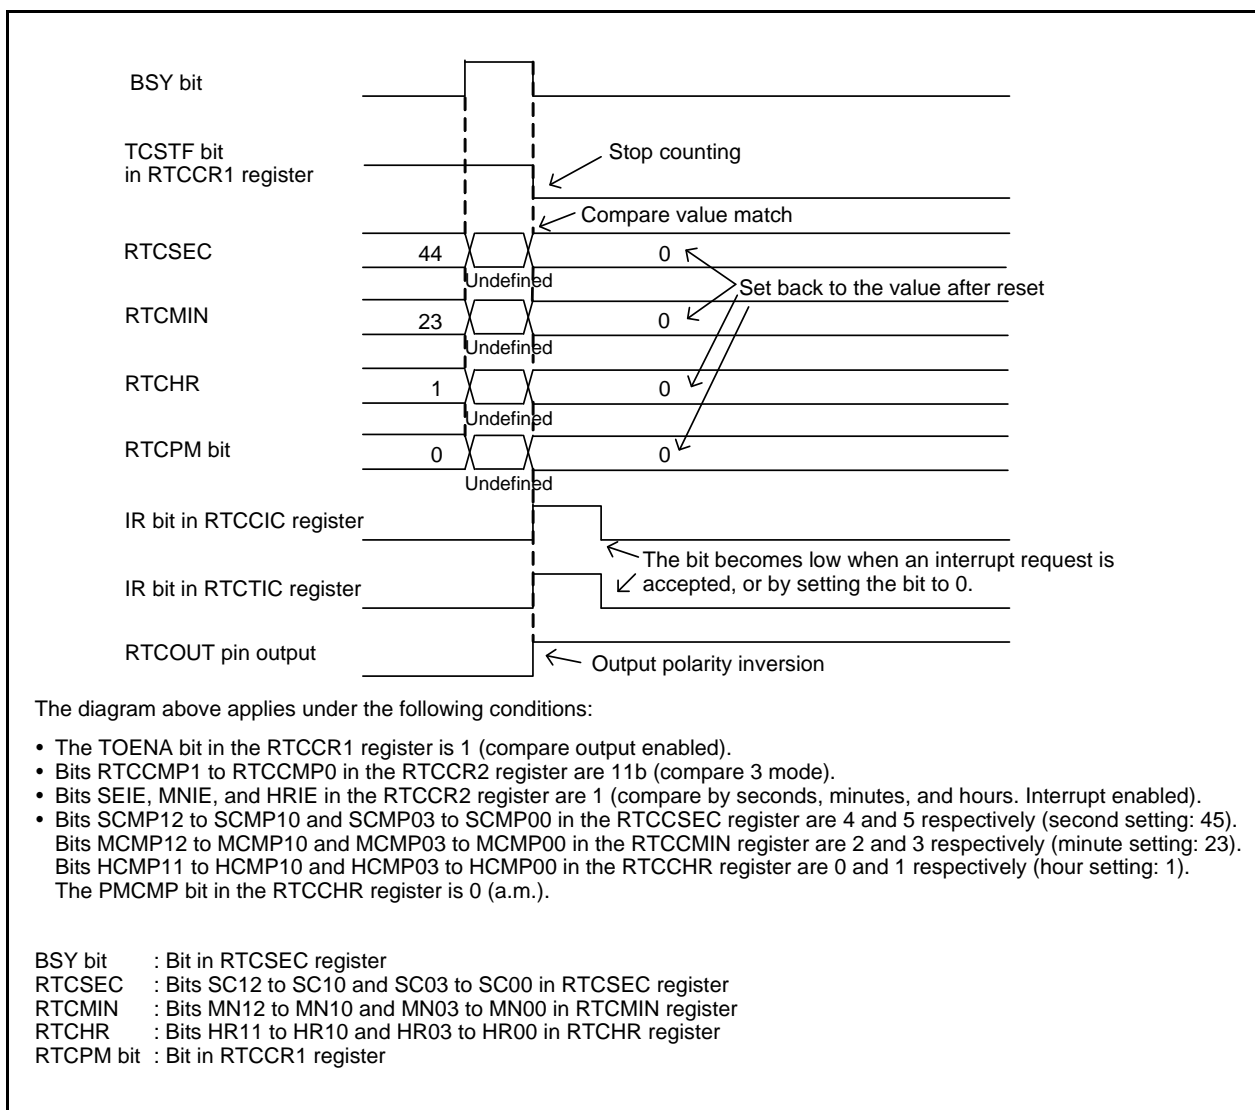 BSY bit
TCSTF bit
in RTCCR1 register
Stop counting
Compare value match
RTCSEC
44
0
Undefined
Set back to the value after reset
RTCMIN
23
0
Undefined
RTCHR
1
0
Undefined
RTCPM bit
0
0
Undefined
IR bit in RTCCIC register
The bit becomes low when an interrupt request is
accepted, or by setting the bit to 0.
IR bit in RTCTIC register
RTCOUT pin output
Output polarity inversion
The diagram above applies under the following conditions:
• The TOENA bit in the RTCCR1 register is 1 (compare output enabled).
• Bits RTCCMP1 to RTCCMP0 in the RTCCR2 register are 11b (compare 3 mode).
• Bits SEIE, MNIE, and HRIE in the RTCCR2 register are 1 (compare by seconds, minutes, and hours. Interrupt enabled).
• Bits SCMP12 to SCMP10 and SCMP03 to SCMP00 in the RTCCSEC register are 4 and 5 respectively (second setting: 45).
Bits MCMP12 to MCMP10 and MCMP03 to MCMP00 in the RTCCMIN register are 2 and 3 respectively (minute setting: 23).
Bits HCMP11 to HCMP10 and HCMP03 to HCMP00 in the RTCCHR register are 0 and 1 respectively (hour setting: 1).
The PMCMP bit in the RTCCHR register is 0 (a.m.).
BSY bit : Bit in RTCSEC register
RTCSEC : Bits SC12 to SC10 and SC03 to SC00 in RTCSEC register
RTCMIN : Bits MN12 to MN10 and MN03 to MN00 in RTCMIN register
RTCHR : Bits HR11 to HR10 and HR03 to HR00 in RTCHR register
RTCPM bit : Bit in RTCCR1 register